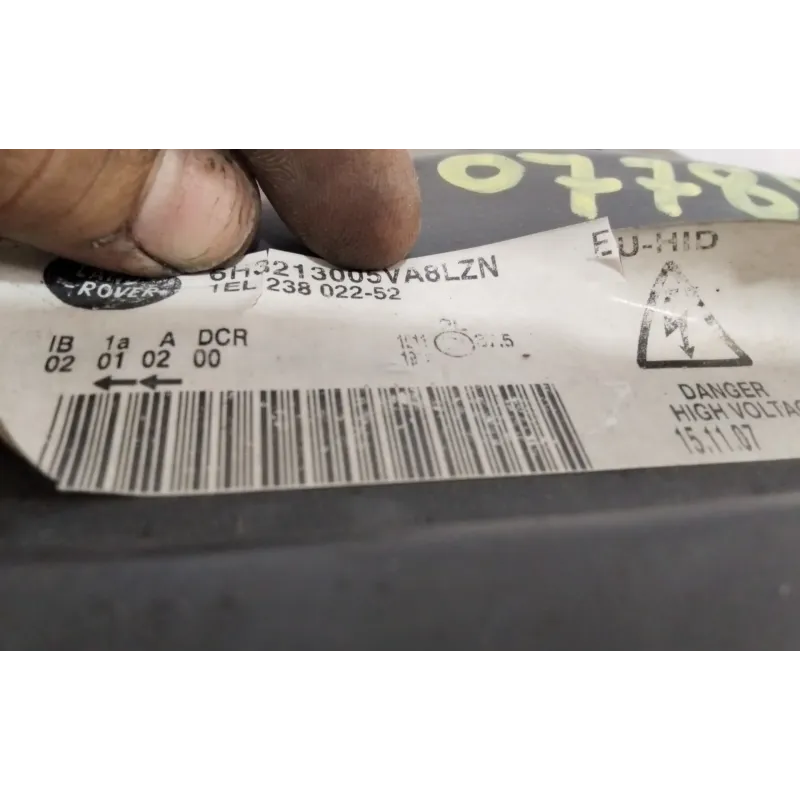 ROVER
6H3213005VA8LZN
1EL 238 022-52
EU-HID
IB 1a A DCR
02 01 02 00
DANGER
HIGH VOLTAG
15.11.07